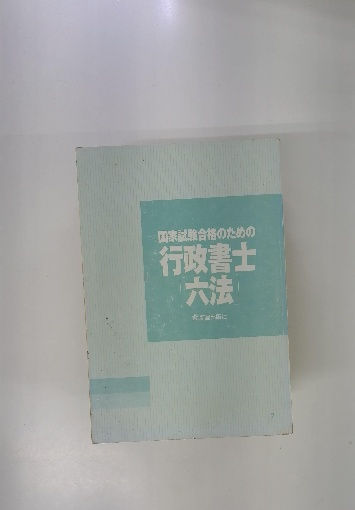 国家試験合格のための
行政書士
六法